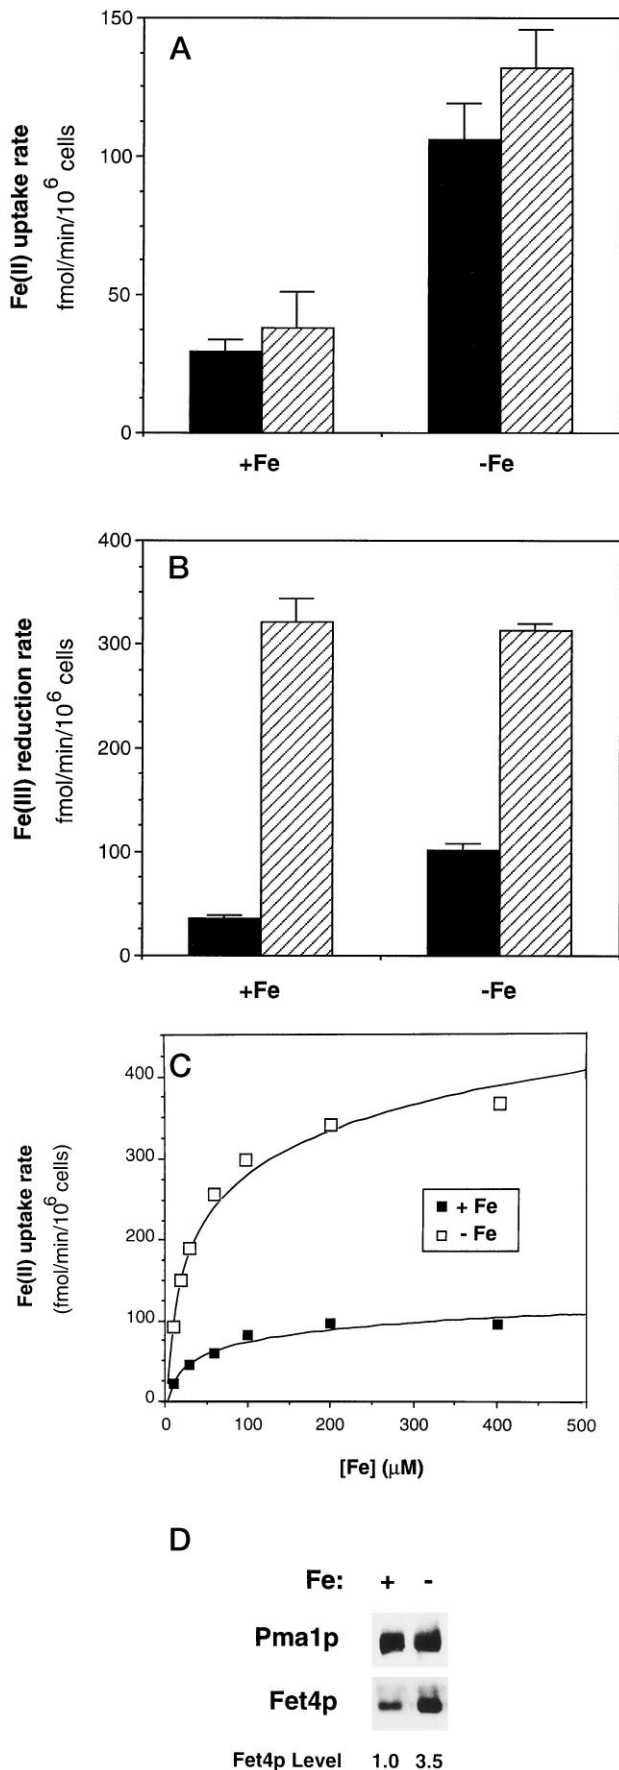 A
Fe(II) uptake rate
fmol/min/10^6 cells
150
100
50
0
+Fe
-Fe
B
Fe(III) reduction rate
fmol/min/10^6 cells
400
300
200
100
0
+Fe
-Fe
C
Fe(II) uptake rate
(fmol/min/10^6 cells)
400
300
200
100
0
+ Fe
- Fe
0 100 200 300 400 500
[Fe] (μM)
D
Fe: + -
Pma1p
Fet4p
Fet4p Level 1.0 3.5